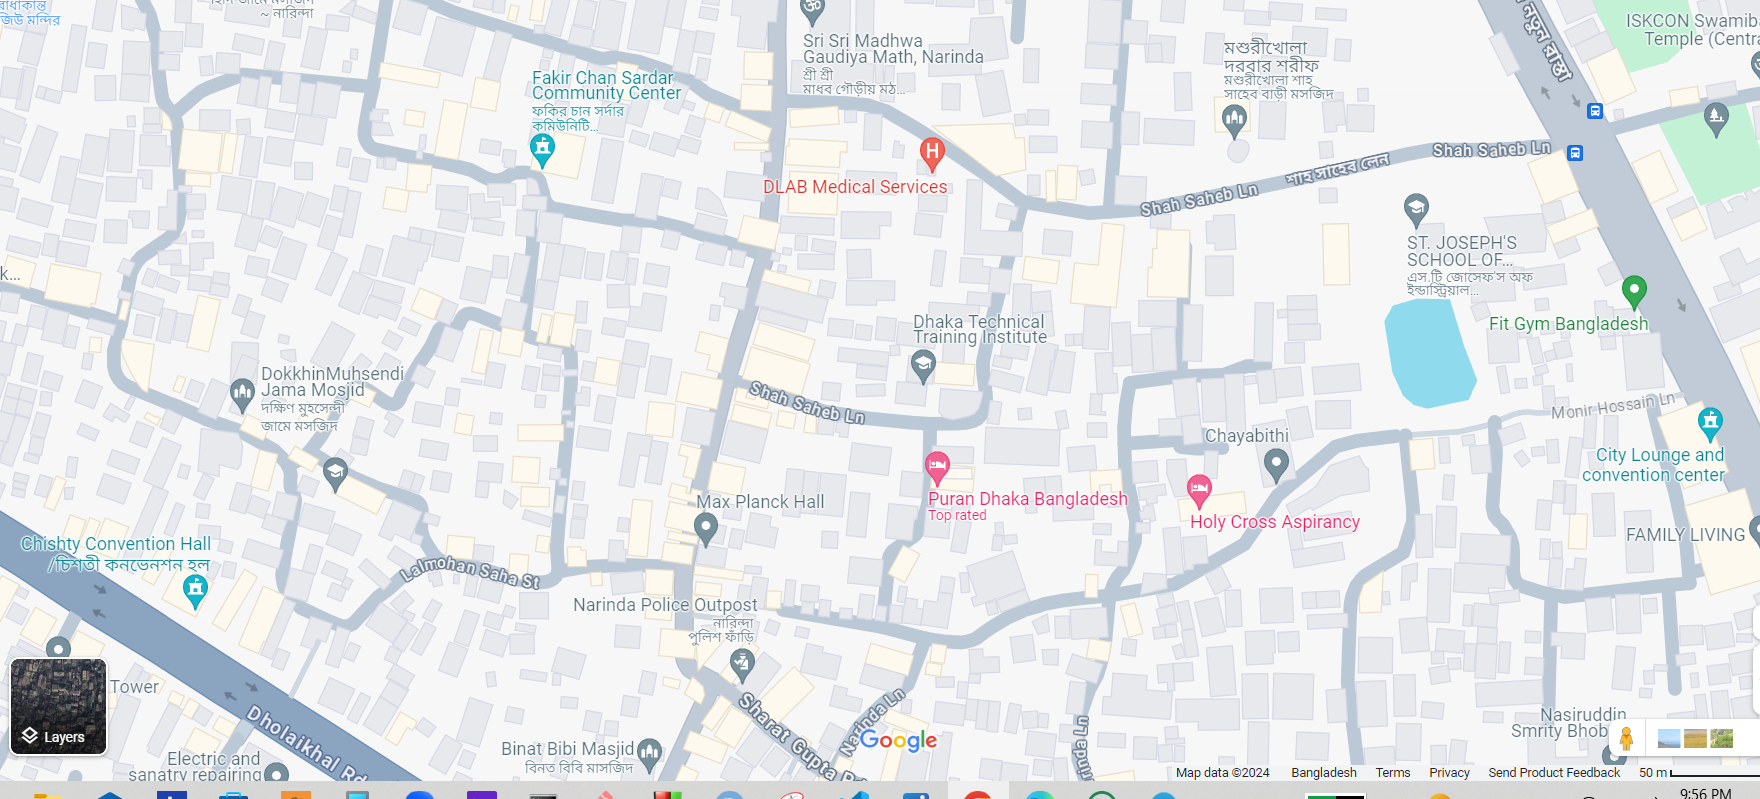 জিউ মন্দির
~ নারিন্দা
Fakir Chan Sardar
Community Center
ফকির চান সর্দার
কমিউনিটি...
Sri Sri Madhwa
Gaudiya Math, Narinda
শ্রী শ্রী
মাধব গৌড়ীয় মঠ...
DLAB Medical Services
মশুরীখোলা
দরবার শরীফ
মশুরীখোলা শাহ
সাহেব বাড়ী মসজিদ
ISKCON Swamiba
Temple (Centra
Shah Saheb Ln
শাহ সাহেব লেন
Shah Saheb Ln
ST. JOSEPH'S
SCHOOL OF...
এস.টি জোসেফ'স অফ
ইন্ডাস্ট্রিয়াল...
Fit Gym Bangladesh
k...
Dhaka Technical
Training Institute
DokkhinMuhsendi
Jama Mosjid
দক্ষিণ মুহসেন্দী
জামে মসজিদ
Shah Saheb Ln
Monir Hossain Ln
Chayabithi
City Lounge and
convention center
Puran Dhaka Bangladesh
Top rated
Max Planck Hall
Holy Cross Aspirancy
FAMILY LIVING
Chishty Convention Hall
/চিশতী কনভেনশন হল
Lalmohan Saha St
Narinda Police Outpost
নারিন্দা
পুলিশ ফাঁড়ি
Tower
Layers
Dholaikhal Rd
Sharat Gupta Rd
Narinda Ln
rinda Ln
Google
Binat Bibi Masjid
বিনত বিবি মাসজিদ
Electric and
sanatry repairing
Nasiruddin
Smrity Bhob
Map data ©2024
Bangladesh
Terms
Privacy
Send Product Feedback
50 m
9:56 PM